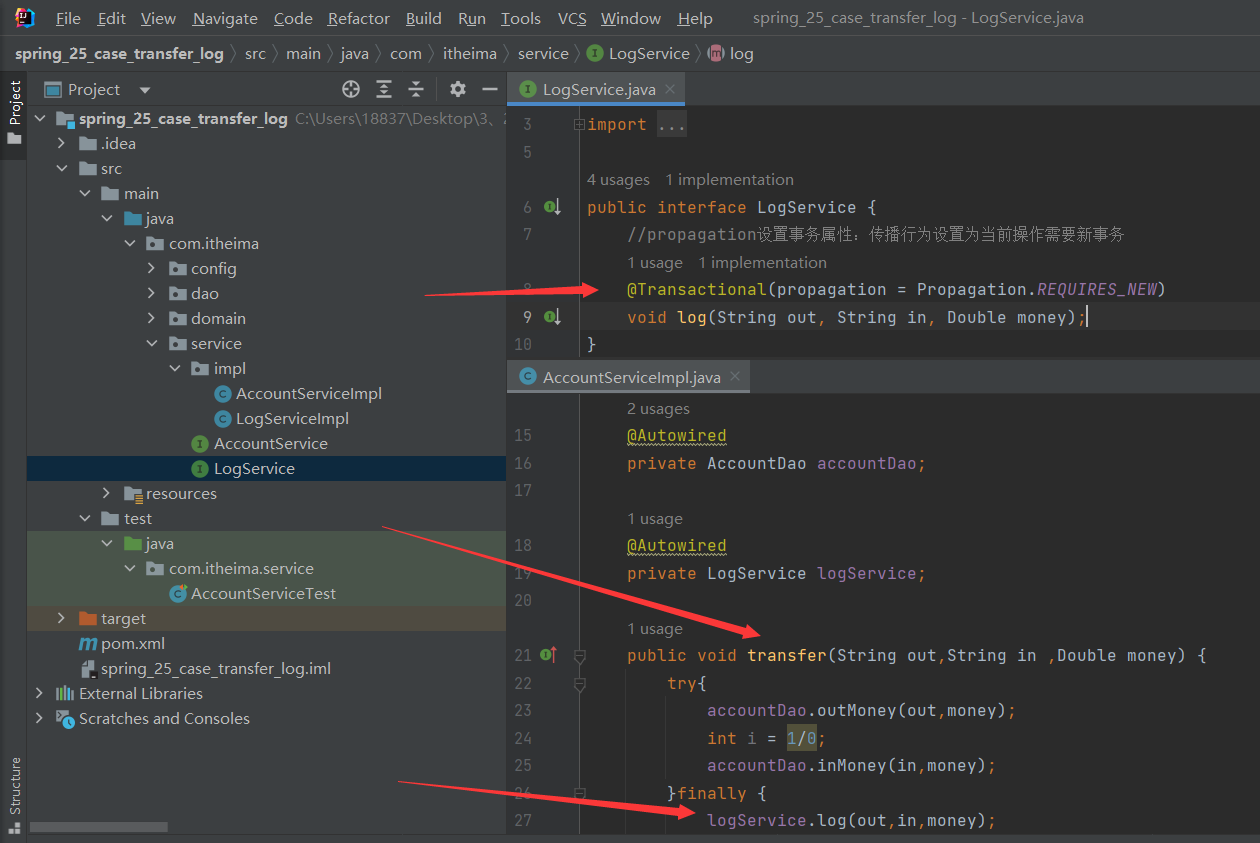 File Edit View Navigate Code Refactor Build Run Tools VCS Window Help spring_25_case_transfer_log - LogService.java
spring_25_case_transfer_log src main java com itheima service LogService log
Project
Project
spring_25_case_transfer_log C:\Users\18837\Desktop\3、
.idea
src
main
java
com.itheima
config
dao
domain
service
impl
AccountServiceImpl
LogServiceImpl
AccountService
LogService
resources
test
java
com.itheima.service
AccountServiceTest
target
pom.xml
spring_25_case_transfer_log.iml
External Libraries
Scratches and Consoles
Structure
LogService.java
3 import ...
5
4 usages 1 implementation
6 public interface LogService {
7 //propagation设置事务属性：传播行为设置为当前操作需要新事务
1 usage 1 implementation
8 @Transactional(propagation = Propagation.REQUIRES_NEW)
9 void log(String out, String in, Double money);
10 }
AccountServiceImpl.java
2 usages
15 @Autowired
16 private AccountDao accountDao;
17
1 usage
18 @Autowired
19 private LogService logService;
20
1 usage
21 public void transfer(String out,String in ,Double money) {
22 try{
23 accountDao.outMoney(out,money);
24 int i = 1/0;
25 accountDao.inMoney(in,money);
26 }finally {
27 logService.log(out,in,money);